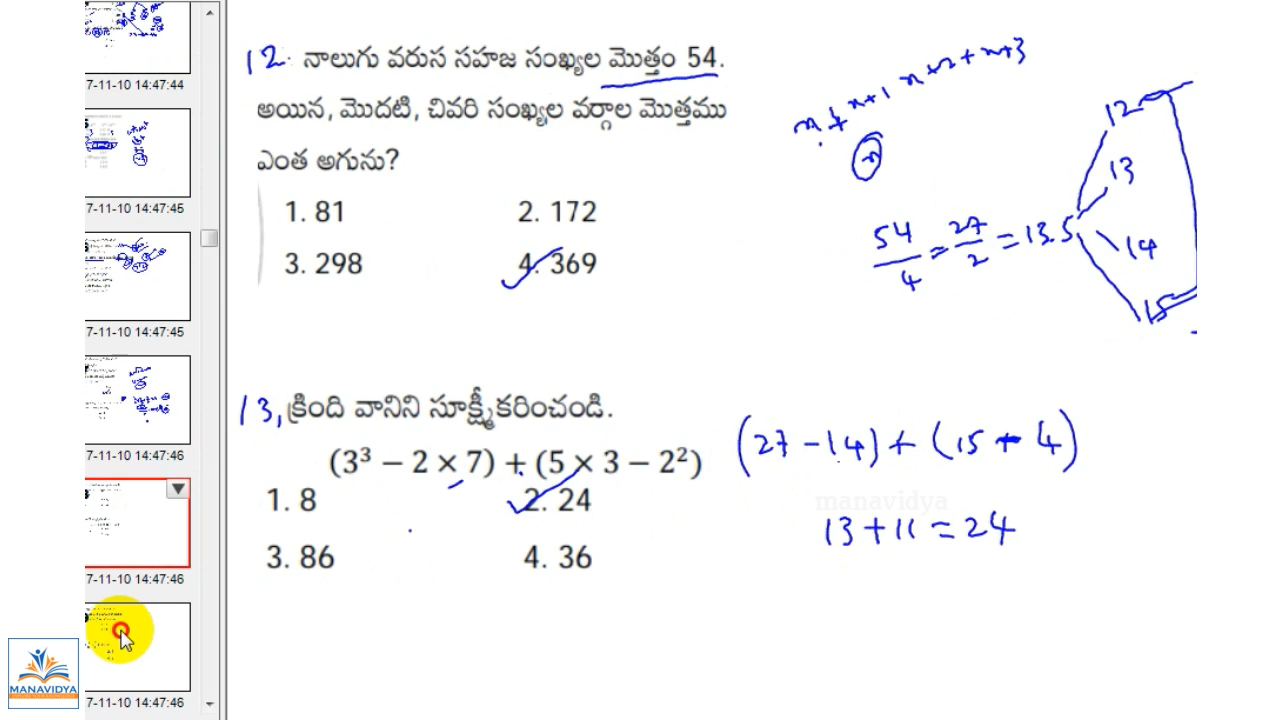 7-11-10 14:47:44
7-11-10 14:47:45
7-11-10 14:47:45
7-11-10 14:47:44
7-11-10 14:47:46
7-11-10 14:47:46
MANAVIDYA
12. నాలుగు వరుస సహజ సంఖ్యల మొత్తం 54.
అయిన, మొదటి, చివరి సంఖ్యల వర్గాల మొత్తము
ఎంత అగును?
1. 81 2. 172
3. 298 4. 369
x + x+1 x+2 + x+3
x
54/4 = 27/2 = 13.5
12
13
14
15
13, క్రింది వానిని సూక్ష్మీకరించండి.
(3³ − 2 × 7) + (5 × 3 − 2²)
1. 8 2. 24
3. 86 4. 36
(27 - 14) + (15 - 4)
manavidya
13 + 11 = 24